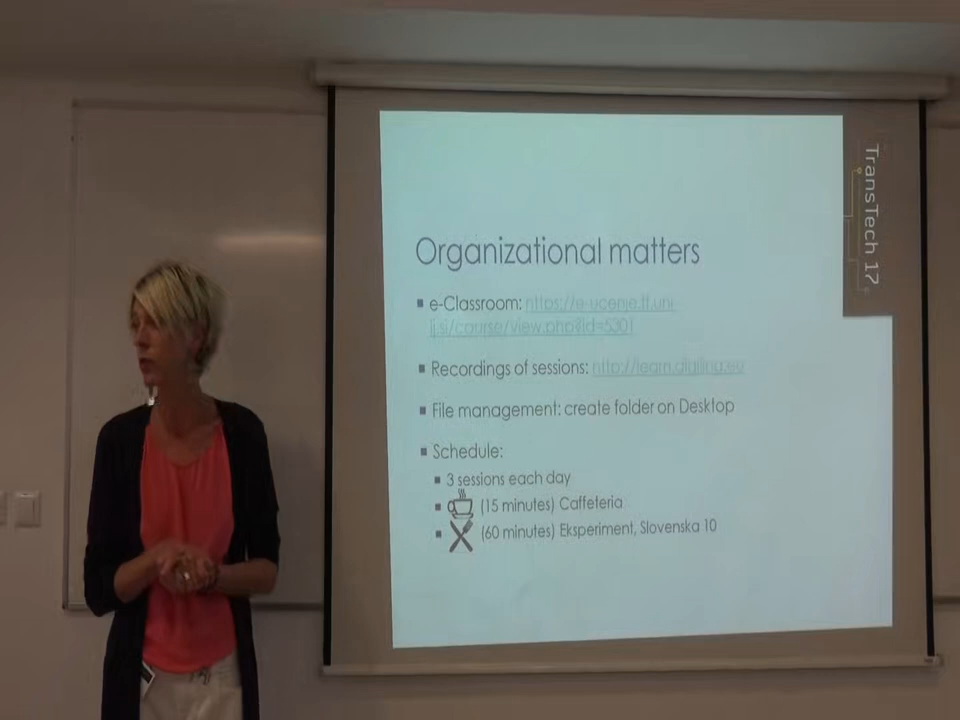 Organizational matters
▪ e-Classroom: https://e-ucenje.ff.uni-
lj.si/course/view.php?id=5301
▪ Recordings of sessions: http://learn.digiling.eu
▪ File management: create folder on Desktop
▪ Schedule:
▪ 3 sessions each day
▪ (15 minutes) Caffeteria
▪ (60 minutes) Eksperiment, Slovenska 10
TransTech 17